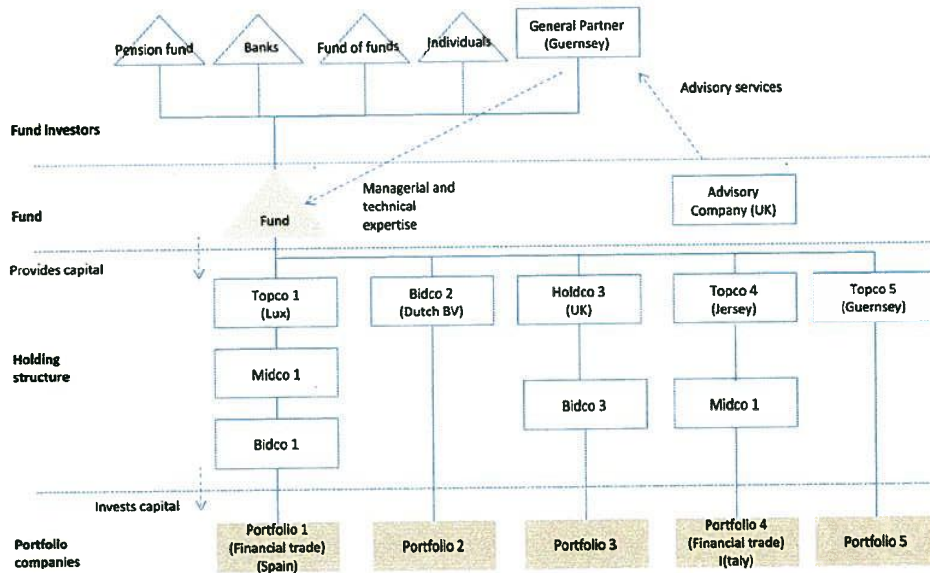 Pension fund
Banks
Fund of funds
Individuals
General Partner
(Guernsey)
Advisory services
Fund investors
Managerial and
technical
expertise
Advisory
Company (UK)
Fund
Fund
Provides capital
Topco 1
(Lux)
Bidco 2
(Dutch BV)
Holdco 3
(UK)
Topco 4
(Jersey)
Topco 5
(Guernsey)
Holding
structure
Midco 1
Bidco 3
Midco 1
Bidco 1
Invests capital
Portfolio
companies
Portfolio 1
(Financial trade)
(Spain)
Portfolio 2
Portfolio 3
Portfolio 4
(Financial trade)
I(taly)
Portfolio 5